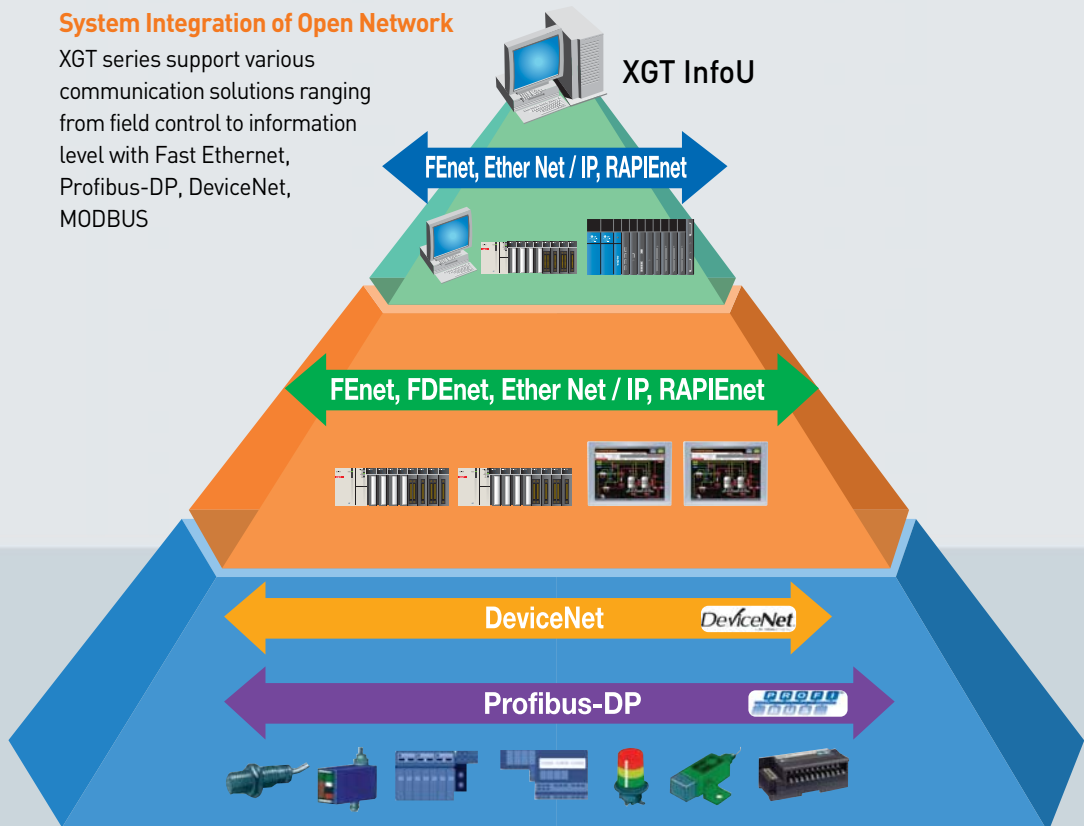 System Integration of Open Network
XGT series support various
communication solutions ranging
from field control to information
level with Fast Ethernet,
Profibus-DP, DeviceNet,
MODBUS
XGT InfoU
FEnet, Ether Net / IP, RAPIEnet
FEnet, FDEnet, Ether Net / IP, RAPIEnet
DeviceNet
DeviceNet
Profibus-DP
PROFI
BUS